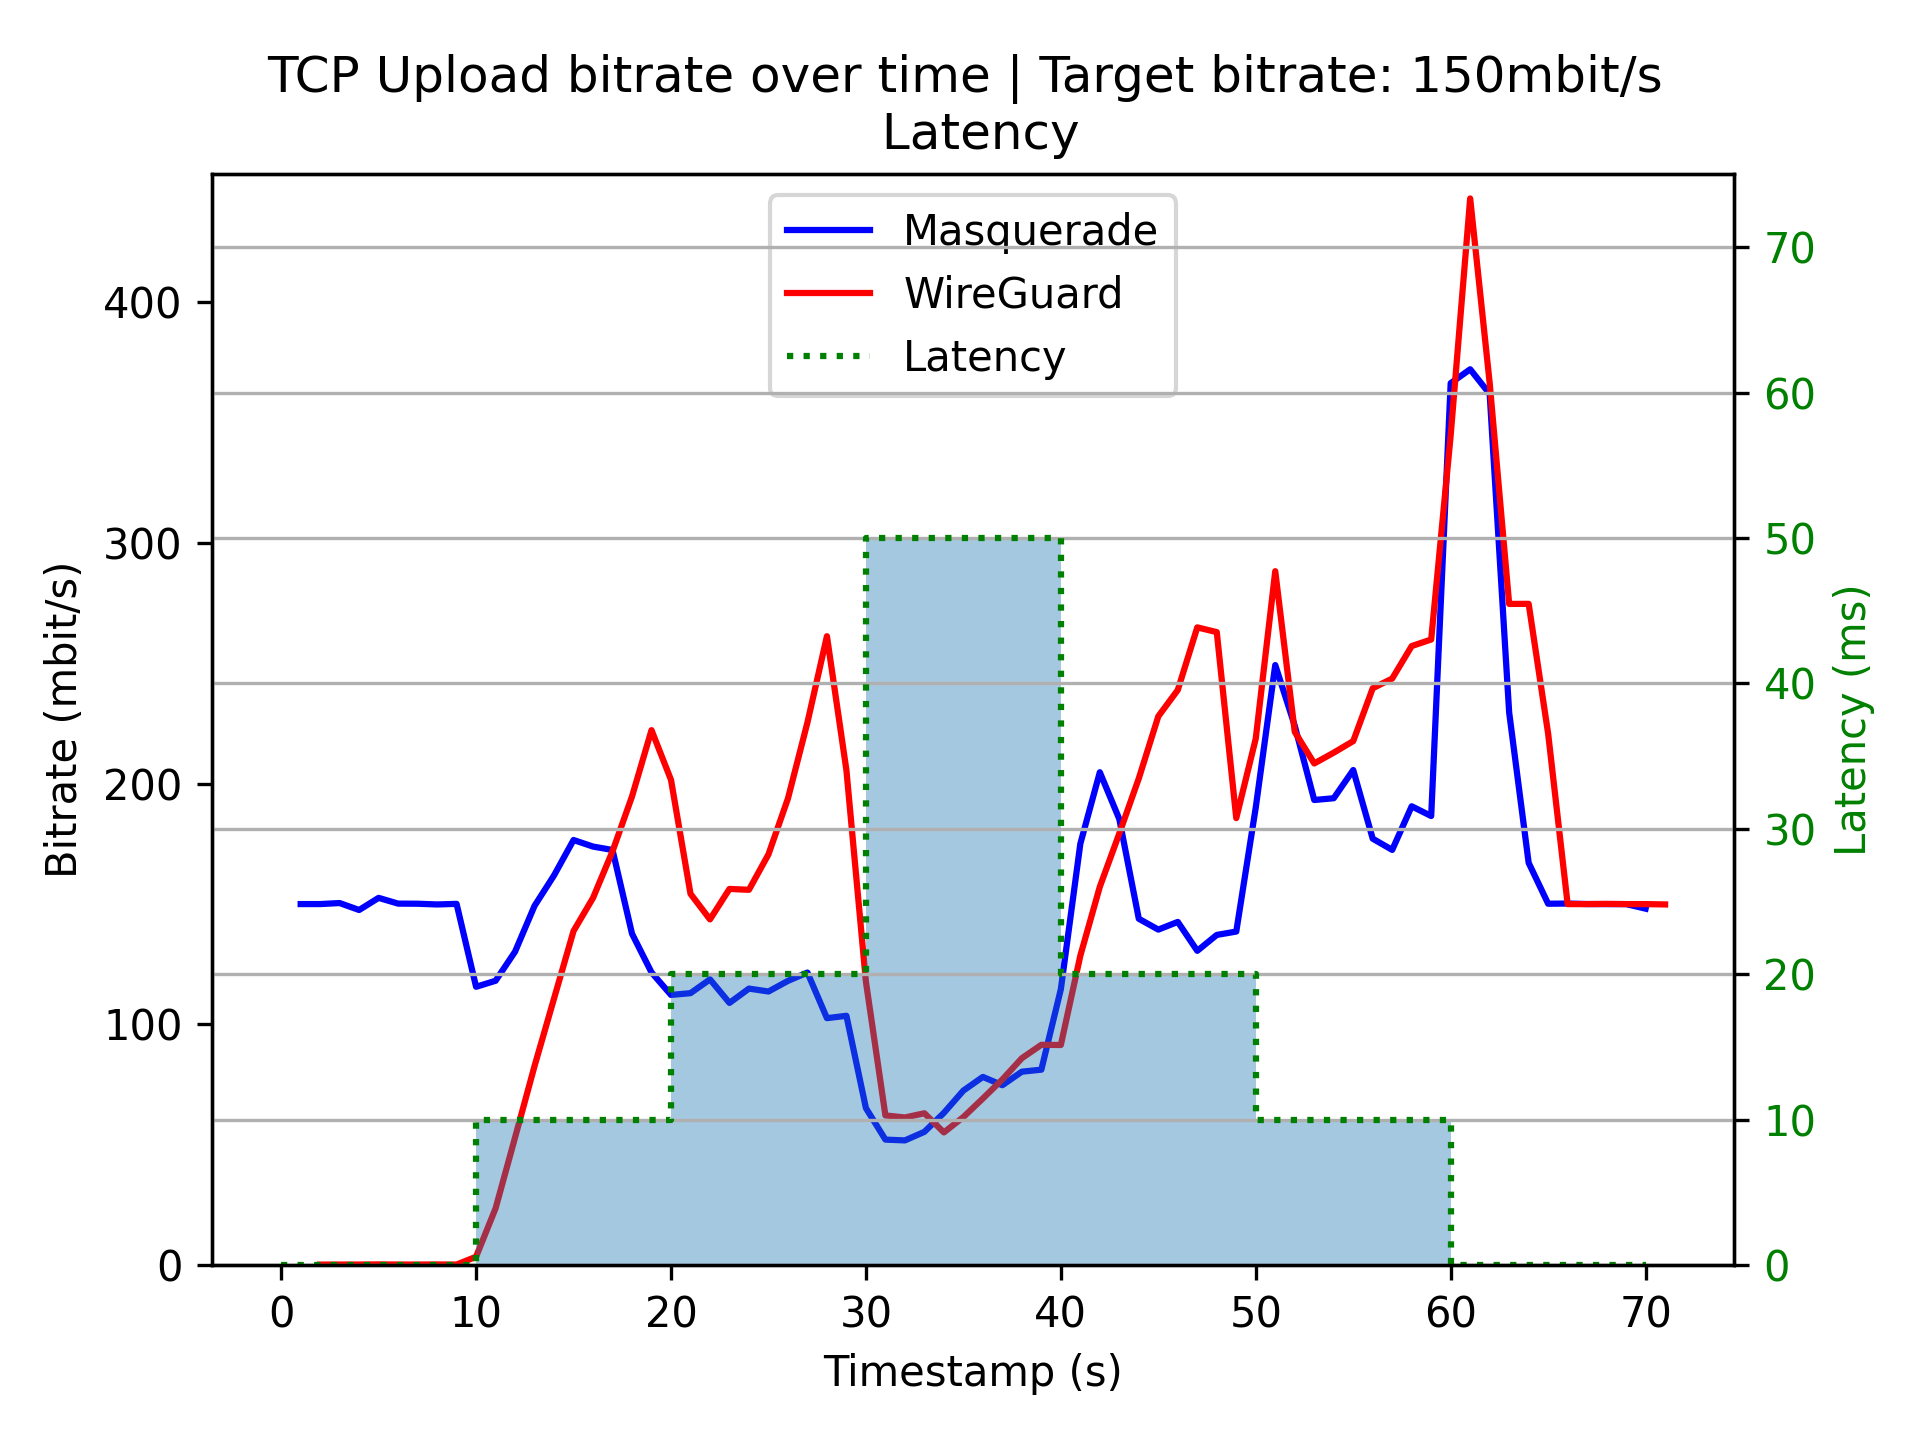 TCP Upload bitrate over time | Target bitrate: 150mbit/s
Latency
Masquerade
WireGuard
Latency
Bitrate (mbit/s)
400
300
200
100
0
70
60
50
40
30
20
10
0
Latency (ms)
0 10 20 30 40 50 60 70
Timestamp (s)